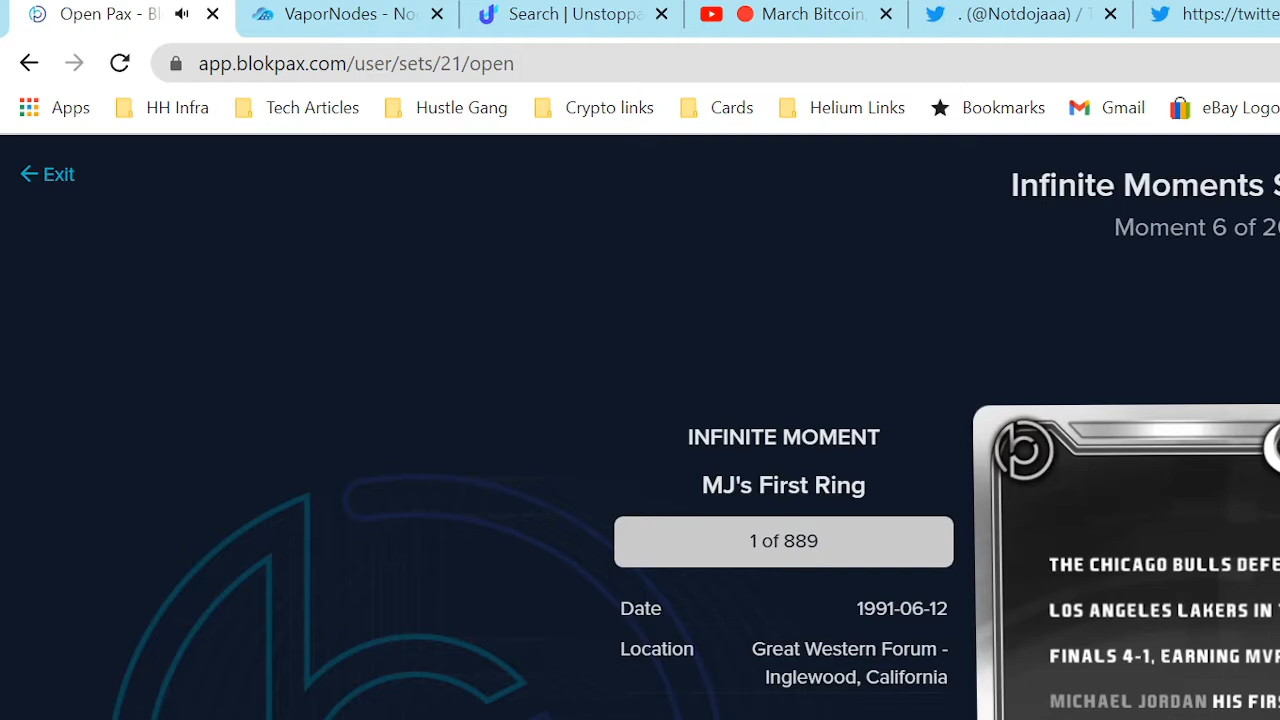 Open Pax - Bl
VaporNodes - No
Search | Unstoppa
March Bitcoin
. (@Notdojaaa) / T
https://twitte
app.blokpax.com/user/sets/21/open
Apps
HH Infra
Tech Articles
Hustle Gang
Crypto links
Cards
Helium Links
Bookmarks
Gmail
eBay Logo
Exit
Infinite Moments S
Moment 6 of 20
INFINITE MOMENT
MJ's First Ring
1 of 889
Date
1991-06-12
Location
Great Western Forum -
Inglewood, California
THE CHICAGO BULLS DEFE
LOS ANGELES LAKERS IN T
FINALS 4-1, EARNING MVP
MICHAEL JORDAN HIS FIRS